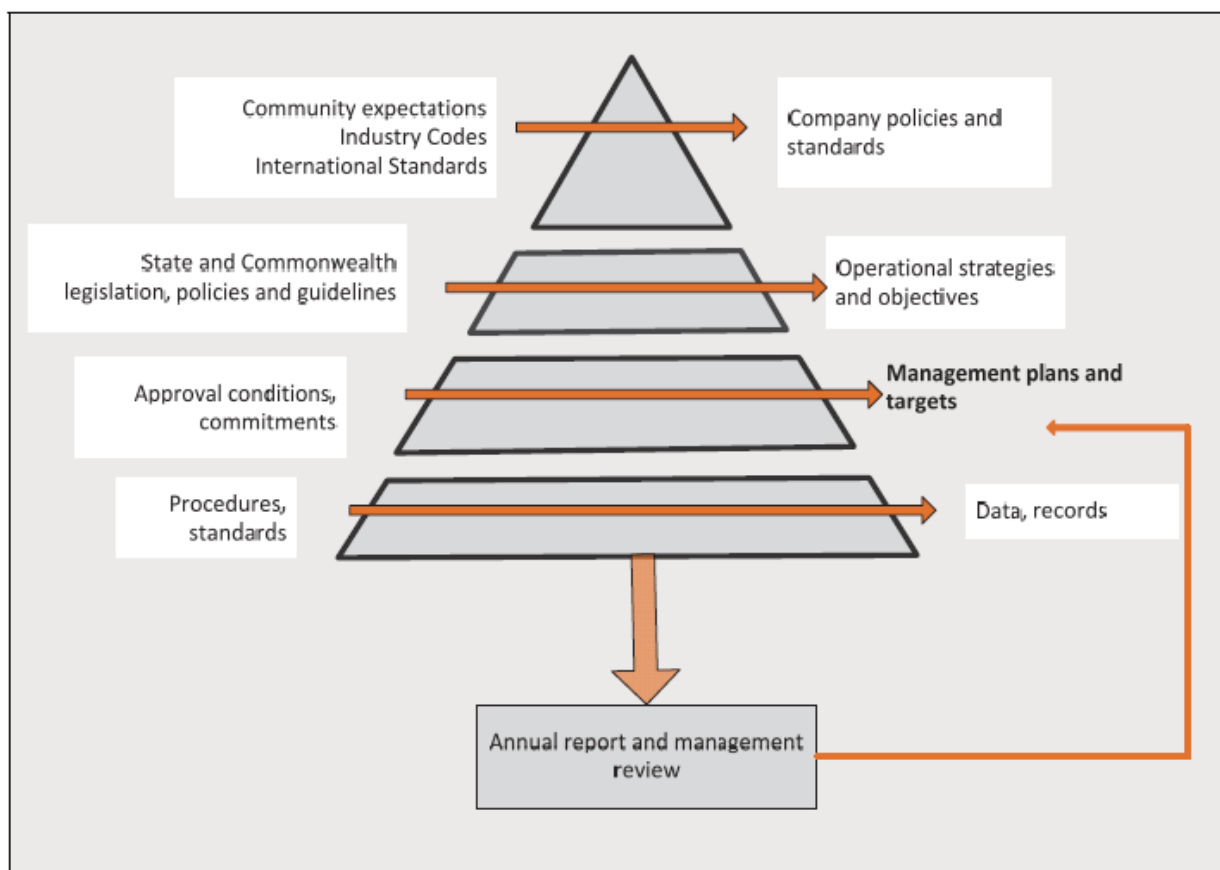 Community expectations
Industry Codes
International Standards
Company policies and
standards
State and Commonwealth
legislation, policies and guidelines
Operational strategies
and objectives
Approval conditions,
commitments
Management plans and
targets
Procedures,
standards
Data, records
Annual report and management
review